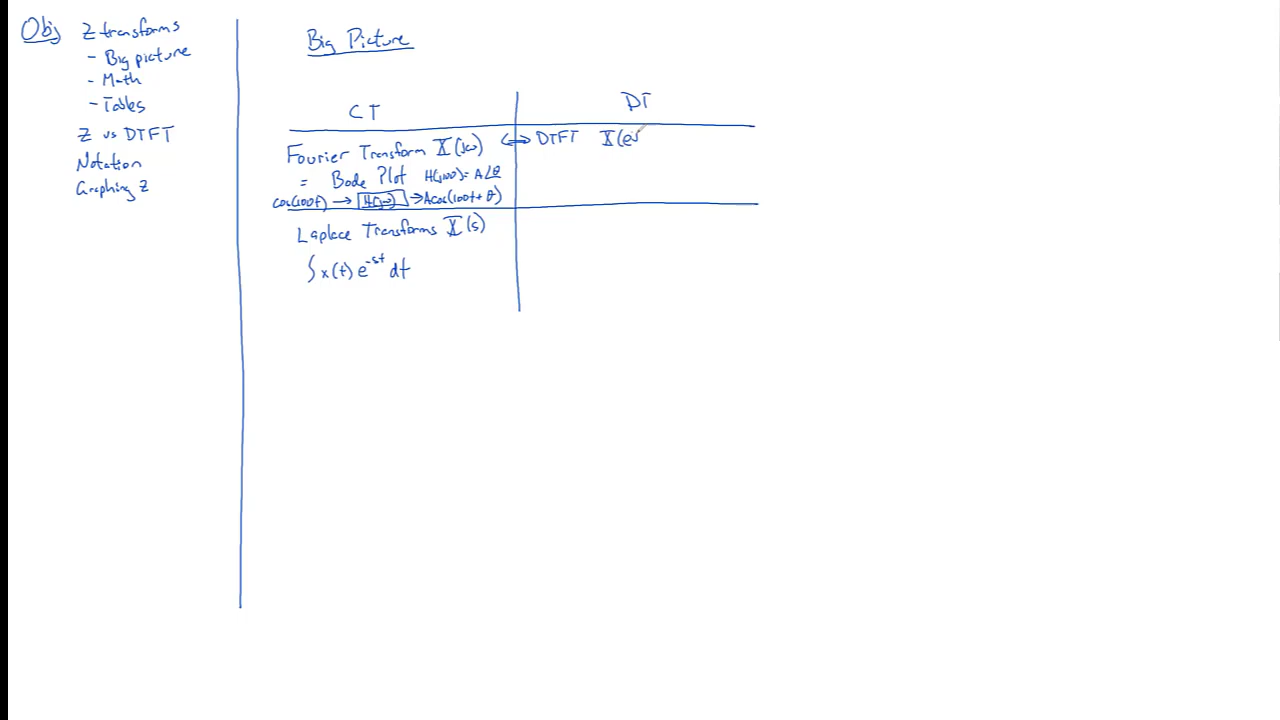 Obj Z transforms
- Big picture
- Math
- Tables
Z vs DTFT
Notation
Graphing Z
Big Picture
CT DT
Fourier Transform X(jω) ↔ DTFT X(ej
= Bode Plot H(j100) = A∠θ
cos(100t) → H(jω) → Acos(100t + θ)
Laplace Transforms X(s)
∫ x(t) e^-st dt